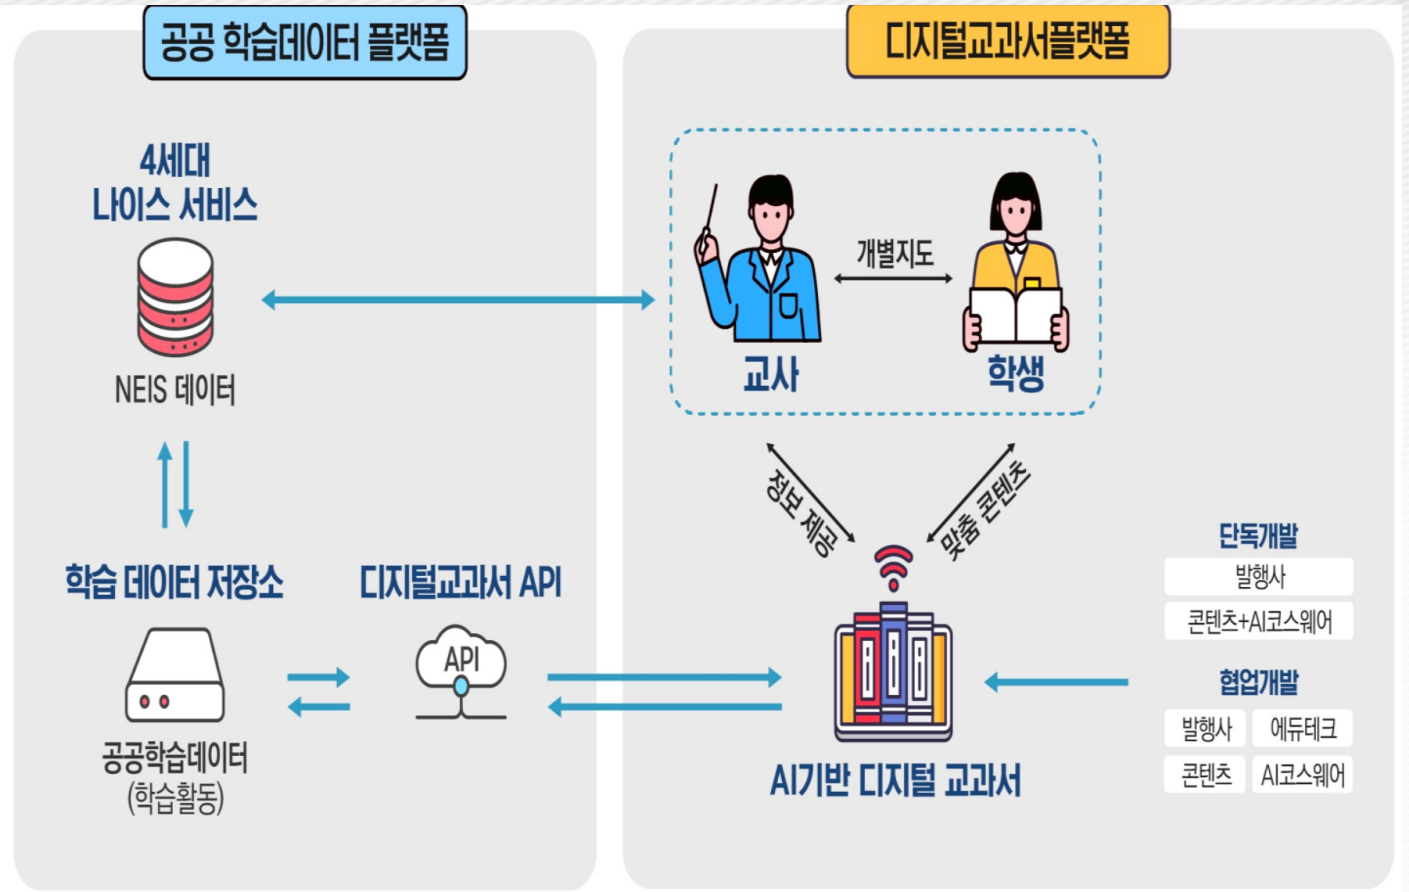 공공 학습데이터 플랫폼
4세대
나이스 서비스
NEIS 데이터
학습 데이터 저장소
공공학습데이터
(학습활동)
디지털교과서 API
API
디지털교과서플랫폼
개별지도
교사
학생
정보 제공
맞춤 콘텐츠
AI기반 디지털 교과서
단독개발
발행사
콘텐츠+AI코스웨어
협업개발
발행사 에듀테크
콘텐츠 AI코스웨어